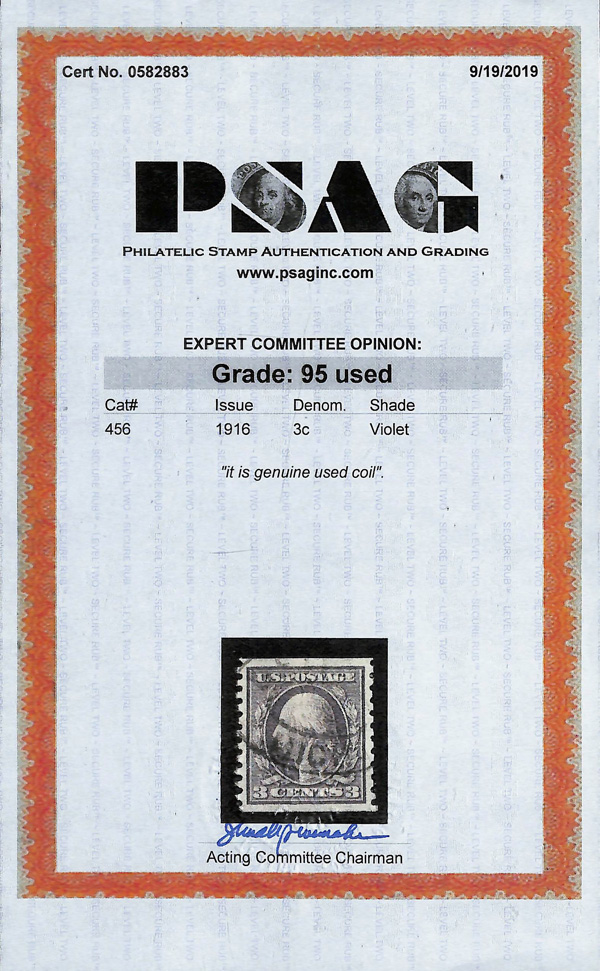 Cert No. 0582883 9/19/2019
PSAG
PHILATELIC STAMP AUTHENTICATION AND GRADING
www.psaginc.com
EXPERT COMMITTEE OPINION:
Grade: 95 used
Cat# Issue Denom. Shade
456 1916 3c Violet
"it is genuine used coil".
U.S. POSTAGE
3 CENTS 3
Acting Committee Chairman